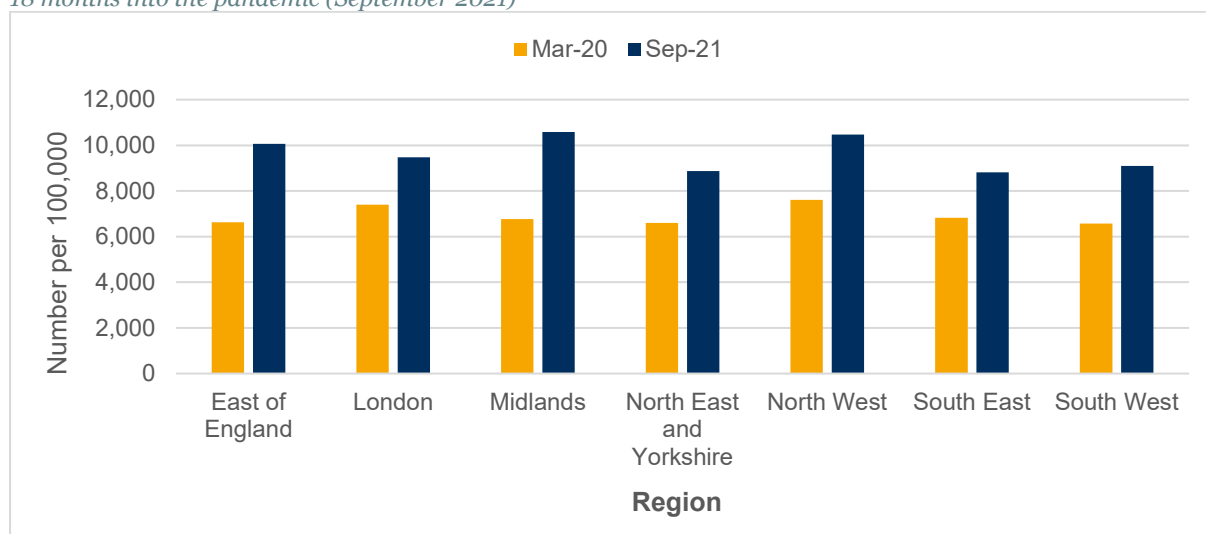 18 months into the pandemic (September 2021)
Mar-20 Sep-21
12,000
10,000
8,000
6,000
4,000
2,000
0
Number per 100,000
East of
England
London
Midlands
North East
and
Yorkshire
North West
South East
South West
Region